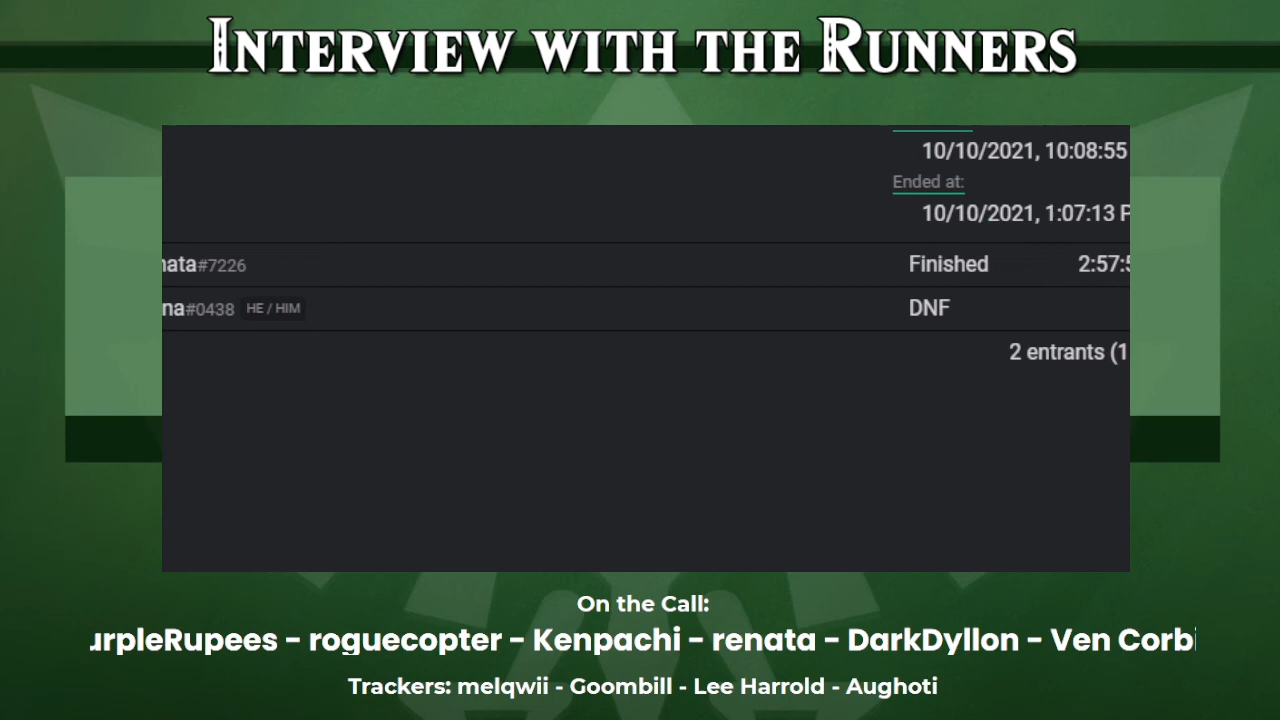 INTERVIEW WITH THE RUNNERS
10/10/2021, 10:08:55
Ended at:
10/10/2021, 1:07:13 P
nata#7226 Finished 2:57:5
na#0438 HE / HIM DNF
2 entrants (1
On the Call:
urpleRupees - roguecopter - Kenpachi - renata - DarkDyllon - Ven Corbi
Trackers: melqwii - Goombill - Lee Harrold - Aughoti